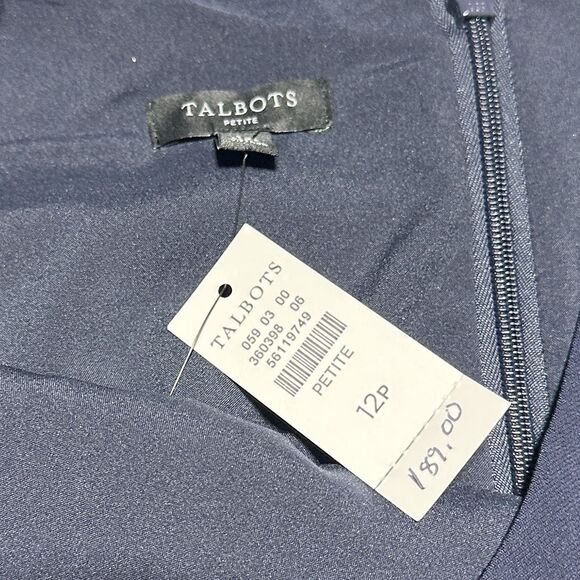 TALBOTS
PETITE
TALBOTS
059 03 00
360398 06
56119749
PETITE
12P
189.00